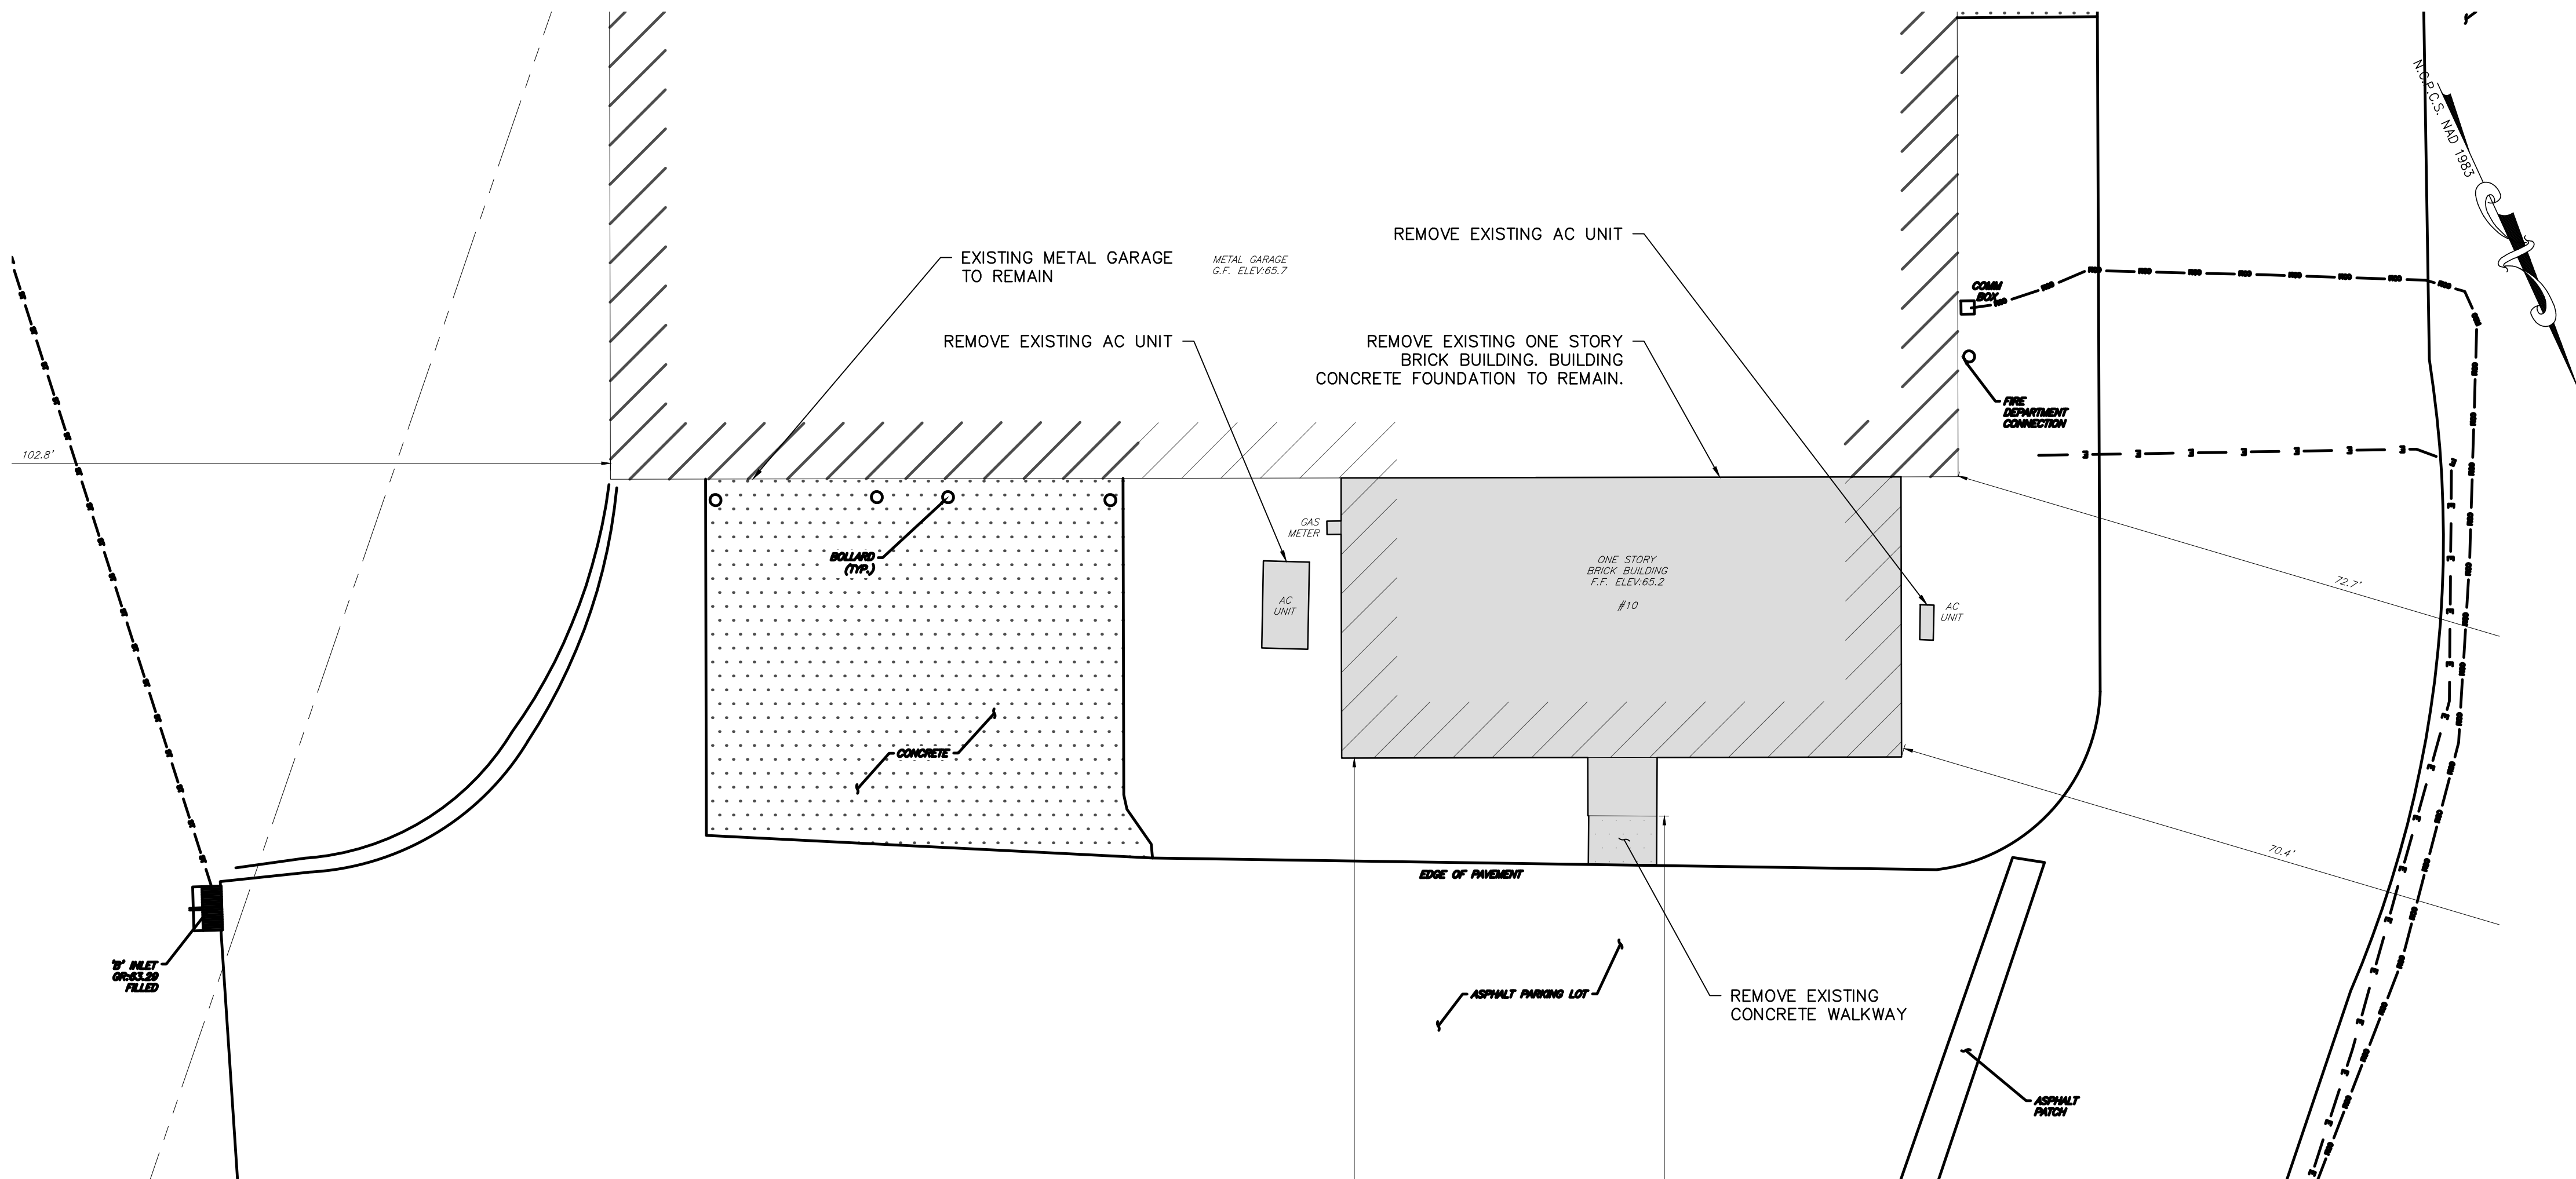 N.C.P.C.S. NAD 1983
REMOVE EXISTING AC UNIT
EXISTING METAL GARAGE
TO REMAIN
METAL GARAGE
G.F. ELEV:65.7
COMM
BOX
REMOVE EXISTING AC UNIT
REMOVE EXISTING ONE STORY
BRICK BUILDING. BUILDING
CONCRETE FOUNDATION TO REMAIN.
FIRE
DEPARTMENT
CONNECTION
102.8'
GAS
METER
BOLLARD
(TYP.)
ONE STORY
BRICK BUILDING
F.F. ELEV:65.2
#10
AC
UNIT
AC
UNIT
72.7'
CONCRETE
70.4'
EDGE OF PAVEMENT
'B' INLET
GR:63.29
FILLED
ASPHALT PARKING LOT
REMOVE EXISTING
CONCRETE WALKWAY
ASPHALT
PATCH